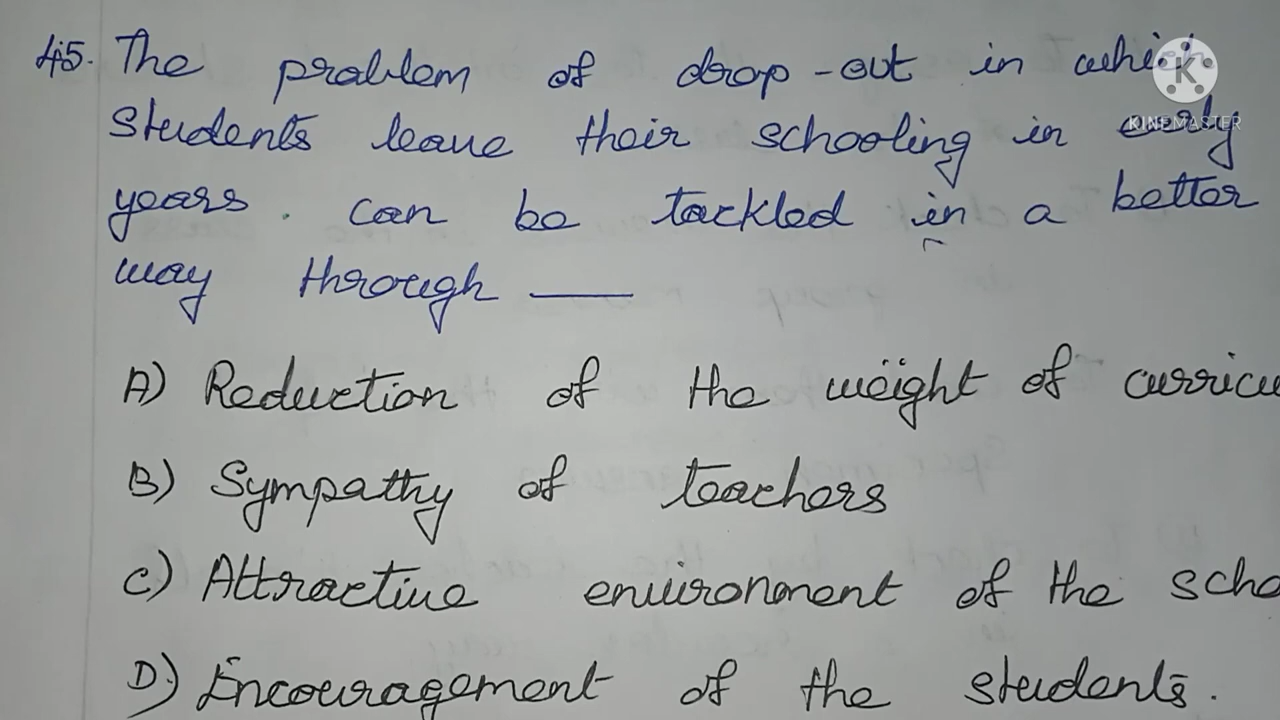 45. The problem of drop-out in which
students leave their schooling in early
years. can be tackled in a better
way through ___
A) Reduction of the weight of curricu
B) Sympathy of teachers
C) Attractive environment of the scho
D) Encouragement of the students.
K
KINEMASTER